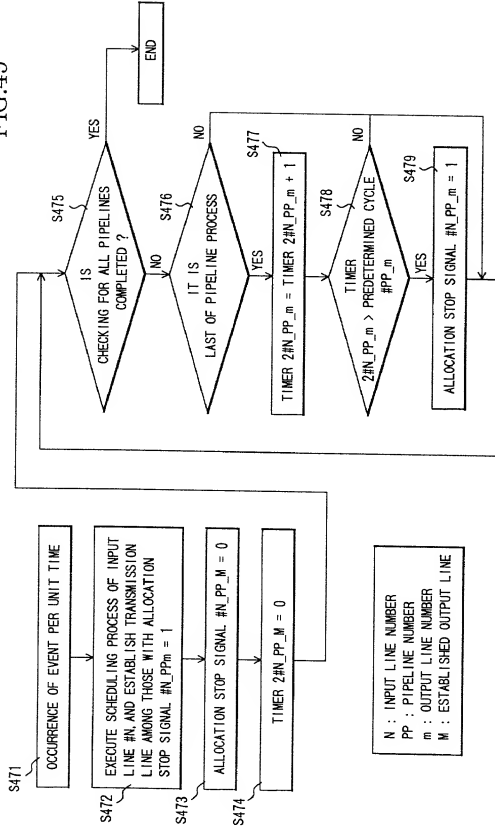 FIG.45
S471
OCCURRENCE OF EVENT PER UNIT TIME
S472
EXECUTE SCHEDULING PROCESS OF INPUT
LINE #N, AND ESTABLISH TRANSMISSION
LINE AMONG THOSE WITH ALLOCATION
STOP SIGNAL #N_PPm = 1
S473
ALLOCATION STOP SIGNAL #N_PP_M = 0
S474
TIMER 2#N_PP_M = 0
S475
IS
CHECKING FOR ALL PIPELINES
COMPLETED ?
YES
END
NO
S476
IT IS
LAST OF PIPELINE PROCESS
NO
YES
S477
TIMER 2#N_PP_m = TIMER 2#N_PP_m + 1
S478
TIMER
2#N_PP_m > PREDETERMINED CYCLE
#PP_m
NO
YES
S479
ALLOCATION STOP SIGNAL #N_PP_m = 1
N : INPUT LINE NUMBER
PP : PIPELINE NUMBER
m : OUTPUT LINE NUMBER
M : ESTABLISHED OUTPUT LINE